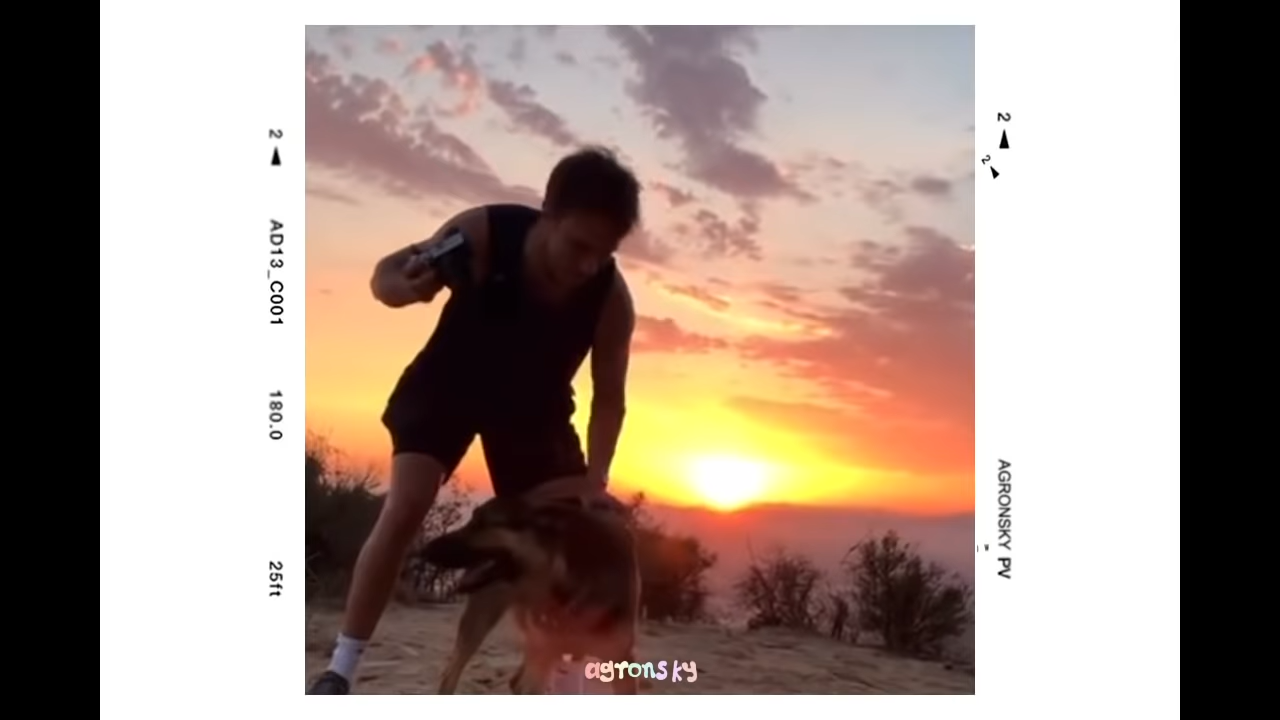 2
AD13_C001
180.0
25ft
2
2
AGRONSKY PV
agronsky